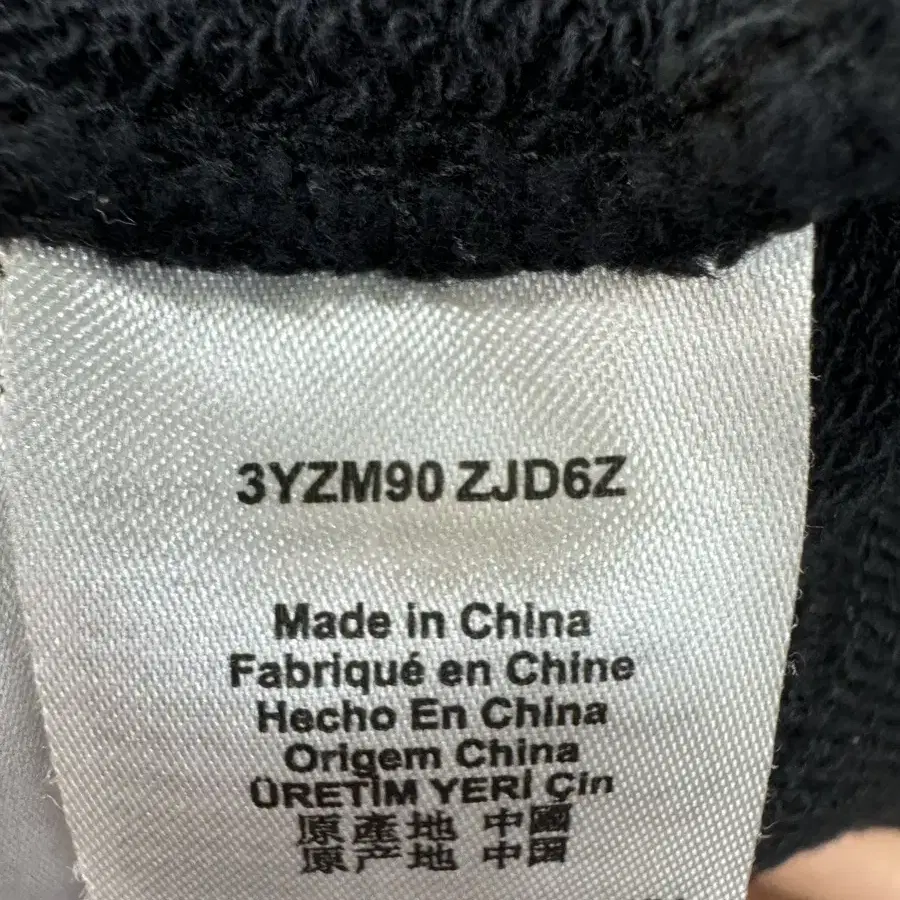 3YZM90 ZJD6Z
Made in China
Fabriqué en Chine
Hecho En China
Origem China
ÜRETİM YERİ Çin
原產地 中國
原产地 中国